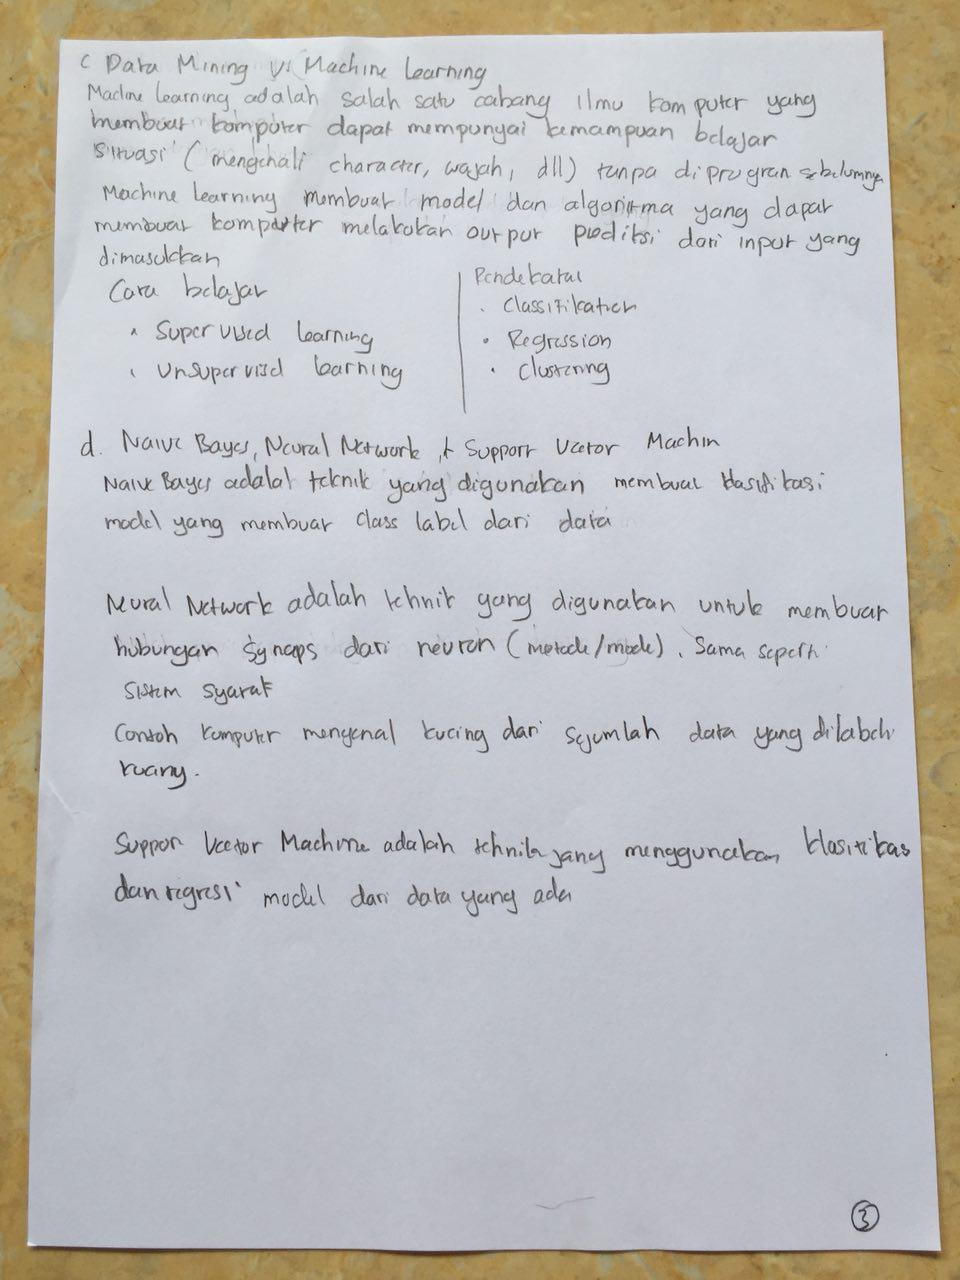 c Data Mining vs Machine Learning
Machine Learning adalah salah satu cabang ilmu komputer yang
membuat komputer dapat mempunyai kemampuan belajar
situasi (mengenali character, wajah, dll) tanpa diprogram sebelumnya
Machine Learning membuat model dan algoritma yang dapat
membuat komputer melakukan output prediksi dari input yang
dimasukkan
Cara belajar
• Supervised learning
• Unsupervised learning
Pendekatan
• Classification
• Regression
• Clustering
d. Naive Bayes, Neural Network, & Support Vector Machin
Naive Bayes adalah teknik yang digunakan membuat klasifikasi
model yang membuat class label dari data
Neural Network adalah tehnik yang digunakan untuk membuat
hubungan synaps dari neuron (metode/mode). Sama seperti
sistem syaraf
Contoh komputer mengenal kucing dari sejumlah data yang dilabeli
Suppor Vector Machine adalah tehnik yang menggunakan klasifikas
dan regresi model dari data yang ada
3